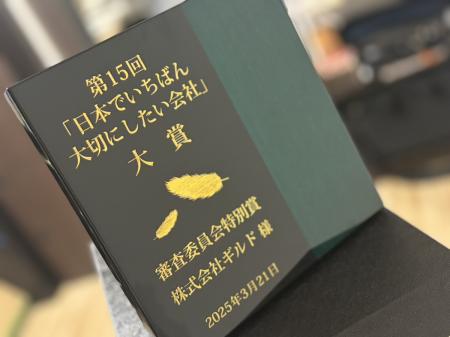 第15回
「日本でいちばん
大切にしたい会社」
大賞
審査委員会特別賞
株式会社ギルド 様
2025年3月21日